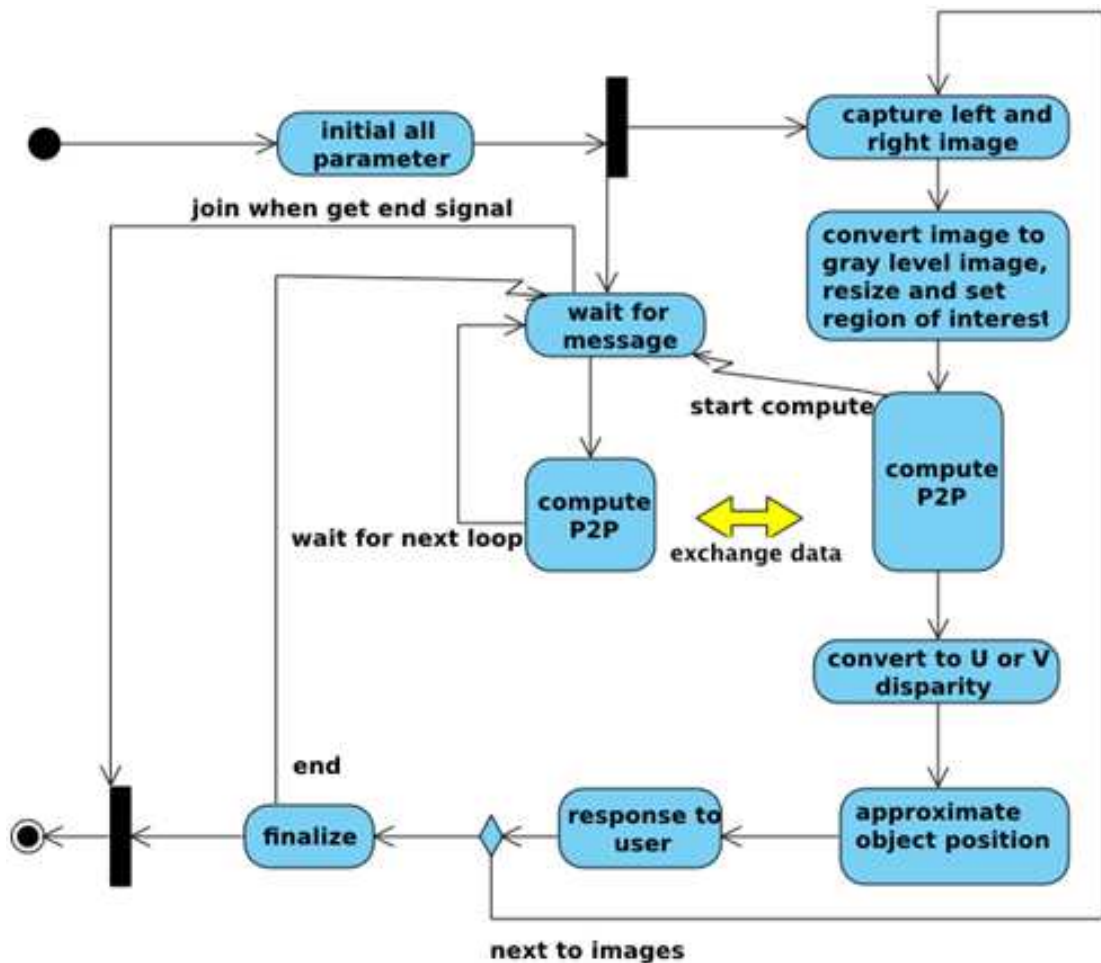 initial all
parameter
capture left and
right image
join when get end signal
convert image to
gray level image,
resize and set
region of interest
wait for
message
start compute
compute
P2P
compute
P2P
wait for next loop
exchange data
convert to U or V
disparity
end
approximate
object position
response to
user
finalize
next to images